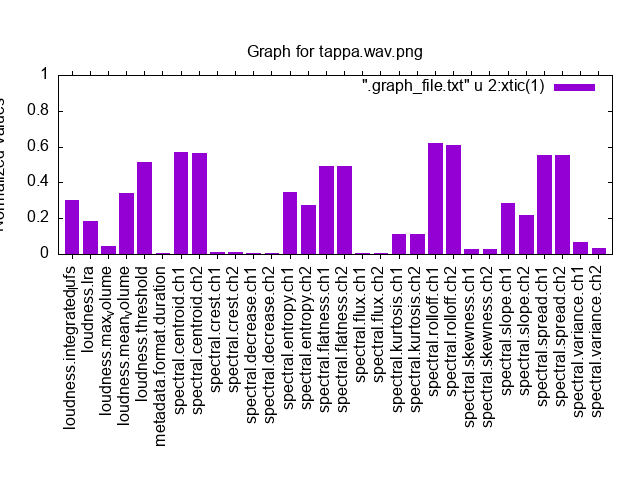 Graph for tappa.wav.png
".graph_file.txt" u 2:xtic(1)
Normalized Values
1
0.8
0.6
0.4
0.2
0
loudness.integratedlufs
loudness.lra
loudness.maxvolume
loudness.meanvolume
loudness.threshold
metadata.format.duration
spectral.centroid.ch1
spectral.centroid.ch2
spectral.crest.ch1
spectral.crest.ch2
spectral.decrease.ch1
spectral.decrease.ch2
spectral.entropy.ch1
spectral.entropy.ch2
spectral.flatness.ch1
spectral.flatness.ch2
spectral.flux.ch1
spectral.flux.ch2
spectral.kurtosis.ch1
spectral.kurtosis.ch2
spectral.rolloff.ch1
spectral.rolloff.ch2
spectral.skewness.ch1
spectral.skewness.ch2
spectral.slope.ch1
spectral.slope.ch2
spectral.spread.ch1
spectral.spread.ch2
spectral.variance.ch1
spectral.variance.ch2